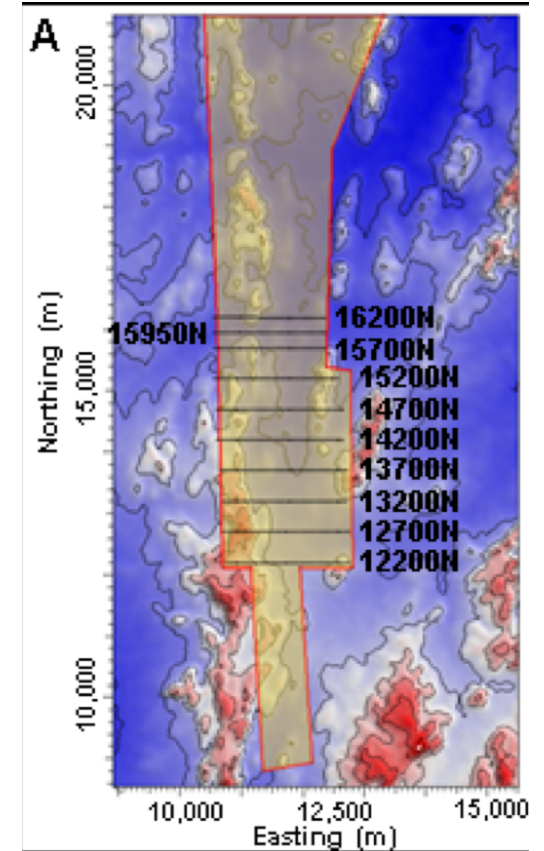 A
20,000
16200N
15950N
15700N
15200N
15,000
14700N
14200N
13700N
13200N
12700N
12200N
10,000
Northing (m)
10,000 12,500 15,000
Easting (m)